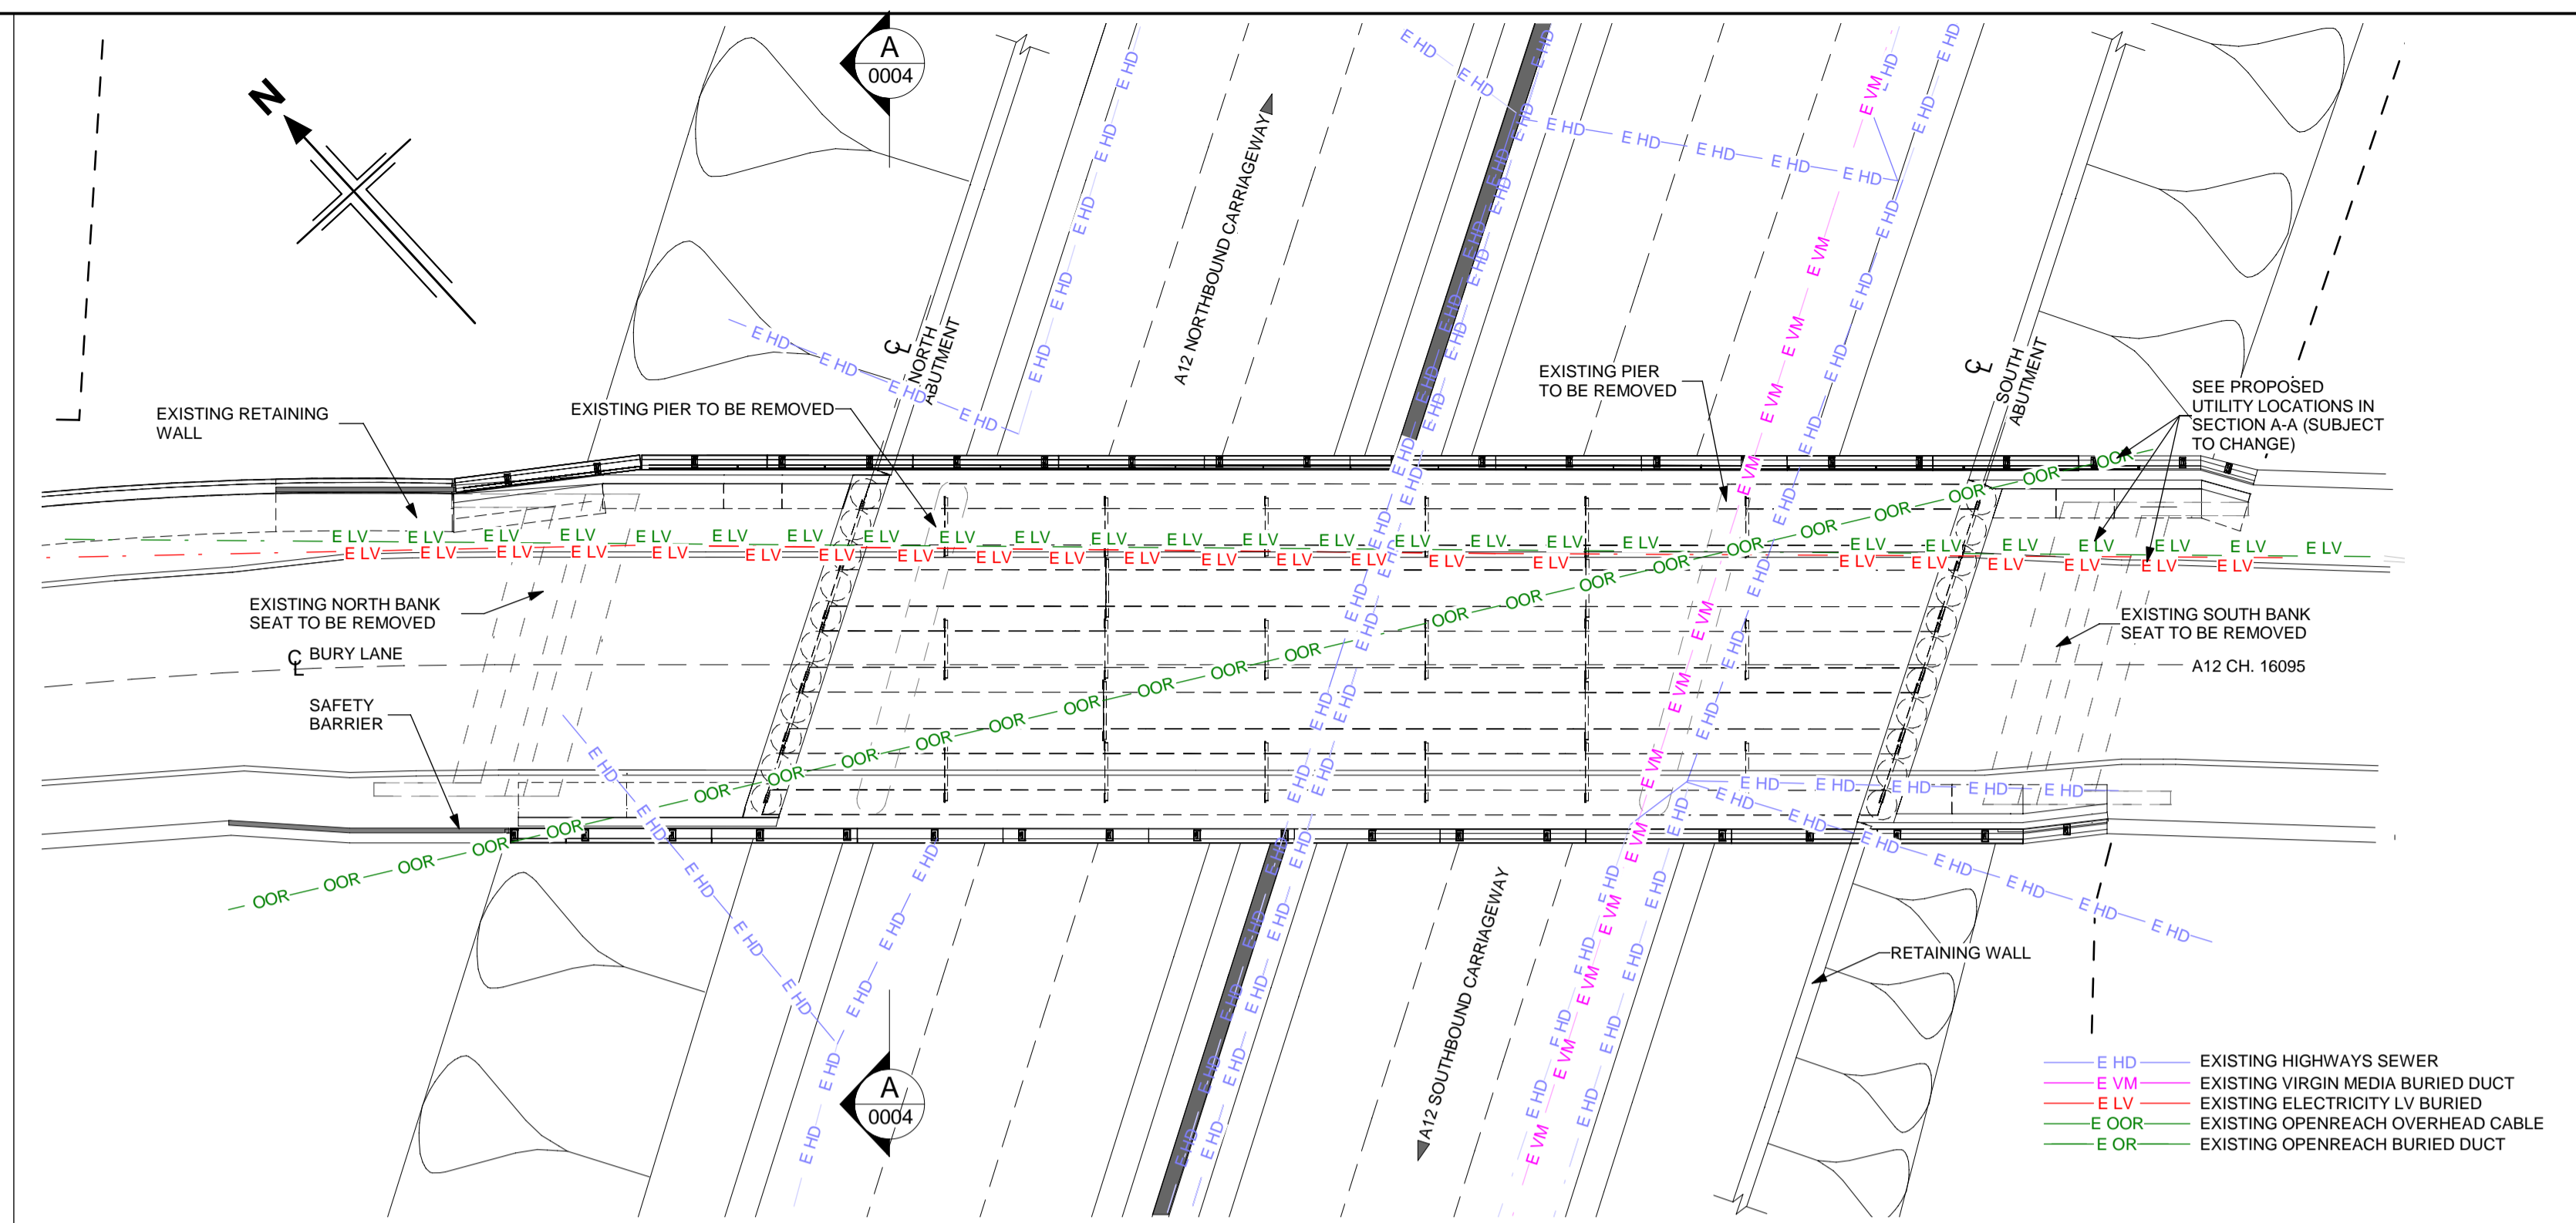 A
0004
N
A12 NORTHBOUND CARRIAGEWAY
NORTH
ABUTMENT
SOUTH
ABUTMENT
EXISTING RETAINING
WALL
EXISTING PIER TO BE REMOVED
EXISTING PIER
TO BE REMOVED
SEE PROPOSED
UTILITY LOCATIONS IN
SECTION A-A (SUBJECT
TO CHANGE)
E HD
E VM
E LV
E LV
OOR
EXISTING NORTH BANK
SEAT TO BE REMOVED
EXISTING SOUTH BANK
SEAT TO BE REMOVED
CL BURY LANE
A12 CH. 16095
SAFETY
BARRIER
RETAINING WALL
A12 SOUTHBOUND CARRIAGEWAY
A
0004
E HD EXISTING HIGHWAYS SEWER
E VM EXISTING VIRGIN MEDIA BURIED DUCT
E LV EXISTING ELECTRICITY LV BURIED
E OOR EXISTING OPENREACH OVERHEAD CABLE
E OR EXISTING OPENREACH BURIED DUCT